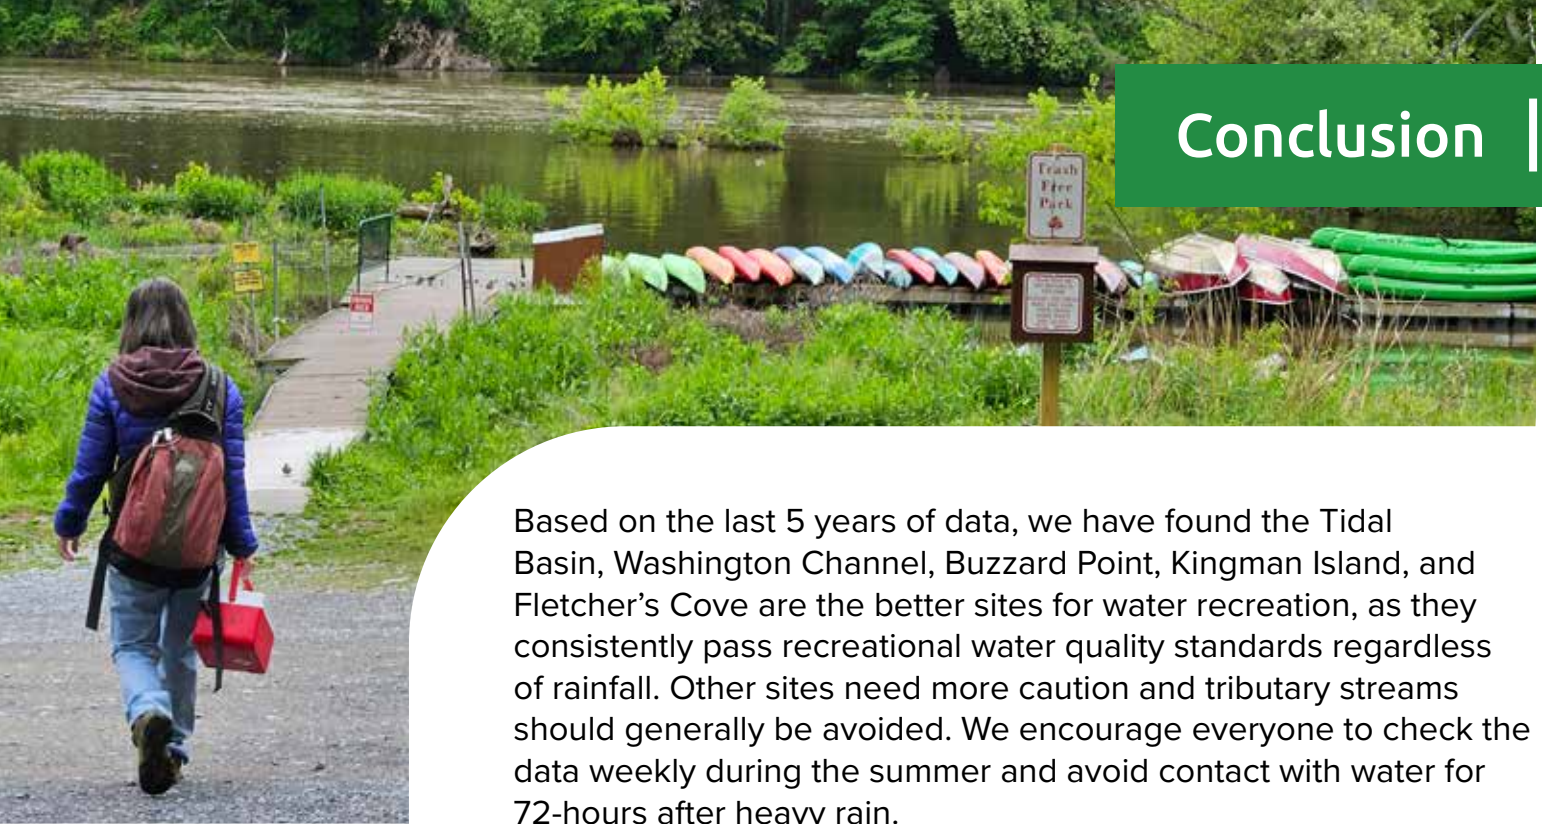 Conclusion
Trash
Free
Park
Based on the last 5 years of data, we have found the Tidal
Basin, Washington Channel, Buzzard Point, Kingman Island, and
Fletcher’s Cove are the better sites for water recreation, as they
consistently pass recreational water quality standards regardless
of rainfall. Other sites need more caution and tributary streams
should generally be avoided. We encourage everyone to check the
data weekly during the summer and avoid contact with water for
72-hours after heavy rain.